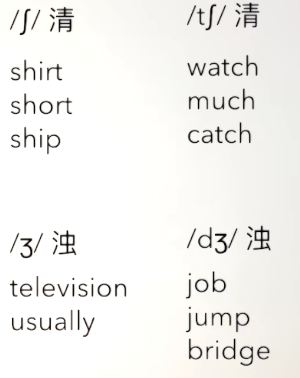 /ʃ/ 清
shirt
short
ship
/tʃ/ 清
watch
much
catch
/ʒ/ 浊
television
usually
/dʒ/ 浊
job
jump
bridge